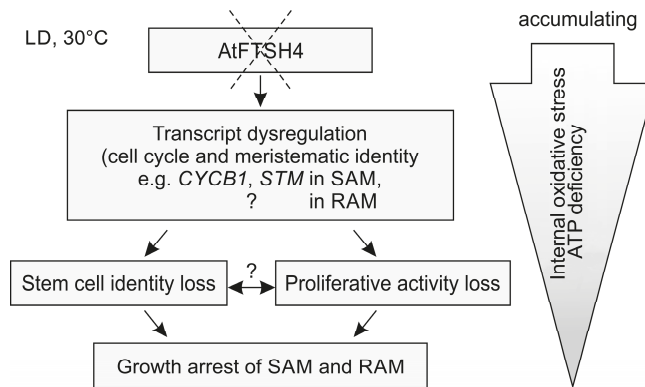 accumulating
LD, 30°C
AtFTSH4
Transcript dysregulation
(cell cycle and meristematic identity
e.g. CYCB1, STM in SAM,
? in RAM
Internal oxidative stress
ATP deficiency
Stem cell identity loss
?
Proliferative activity loss
Growth arrest of SAM and RAM